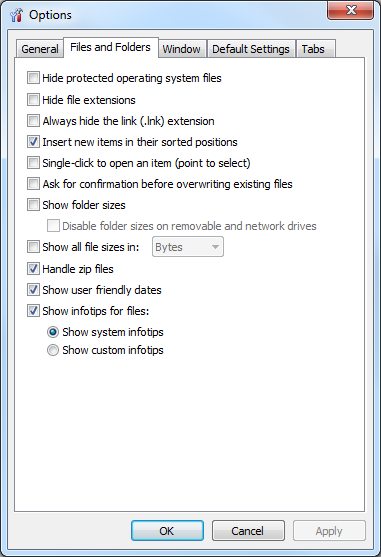 Options
General Files and Folders Window Default Settings Tabs
Hide protected operating system files
Hide file extensions
Always hide the link (.lnk) extension
Insert new items in their sorted positions
Single-click to open an item (point to select)
Ask for confirmation before overwriting existing files
Show folder sizes
Disable folder sizes on removable and network drives
Show all file sizes in: Bytes
Handle zip files
Show user friendly dates
Show infotips for files:
Show system infotips
Show custom infotips
OK Cancel Apply